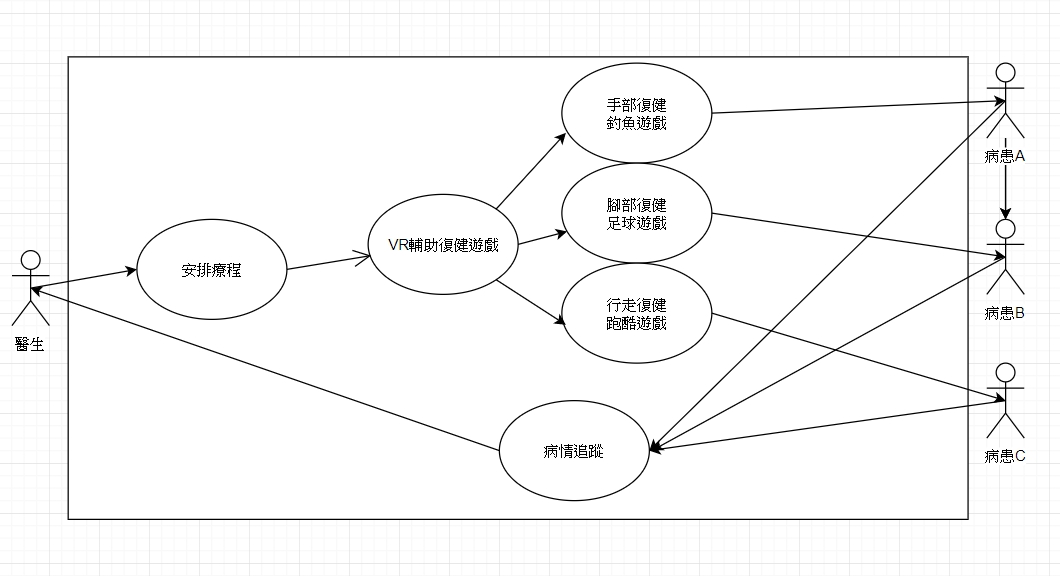 手部復健
釣魚遊戲
病患A
腳部復健
足球遊戲
VR輔助復健遊戲
安排療程
病患B
行走復健
跑酷遊戲
醫生
病情追蹤
病患C